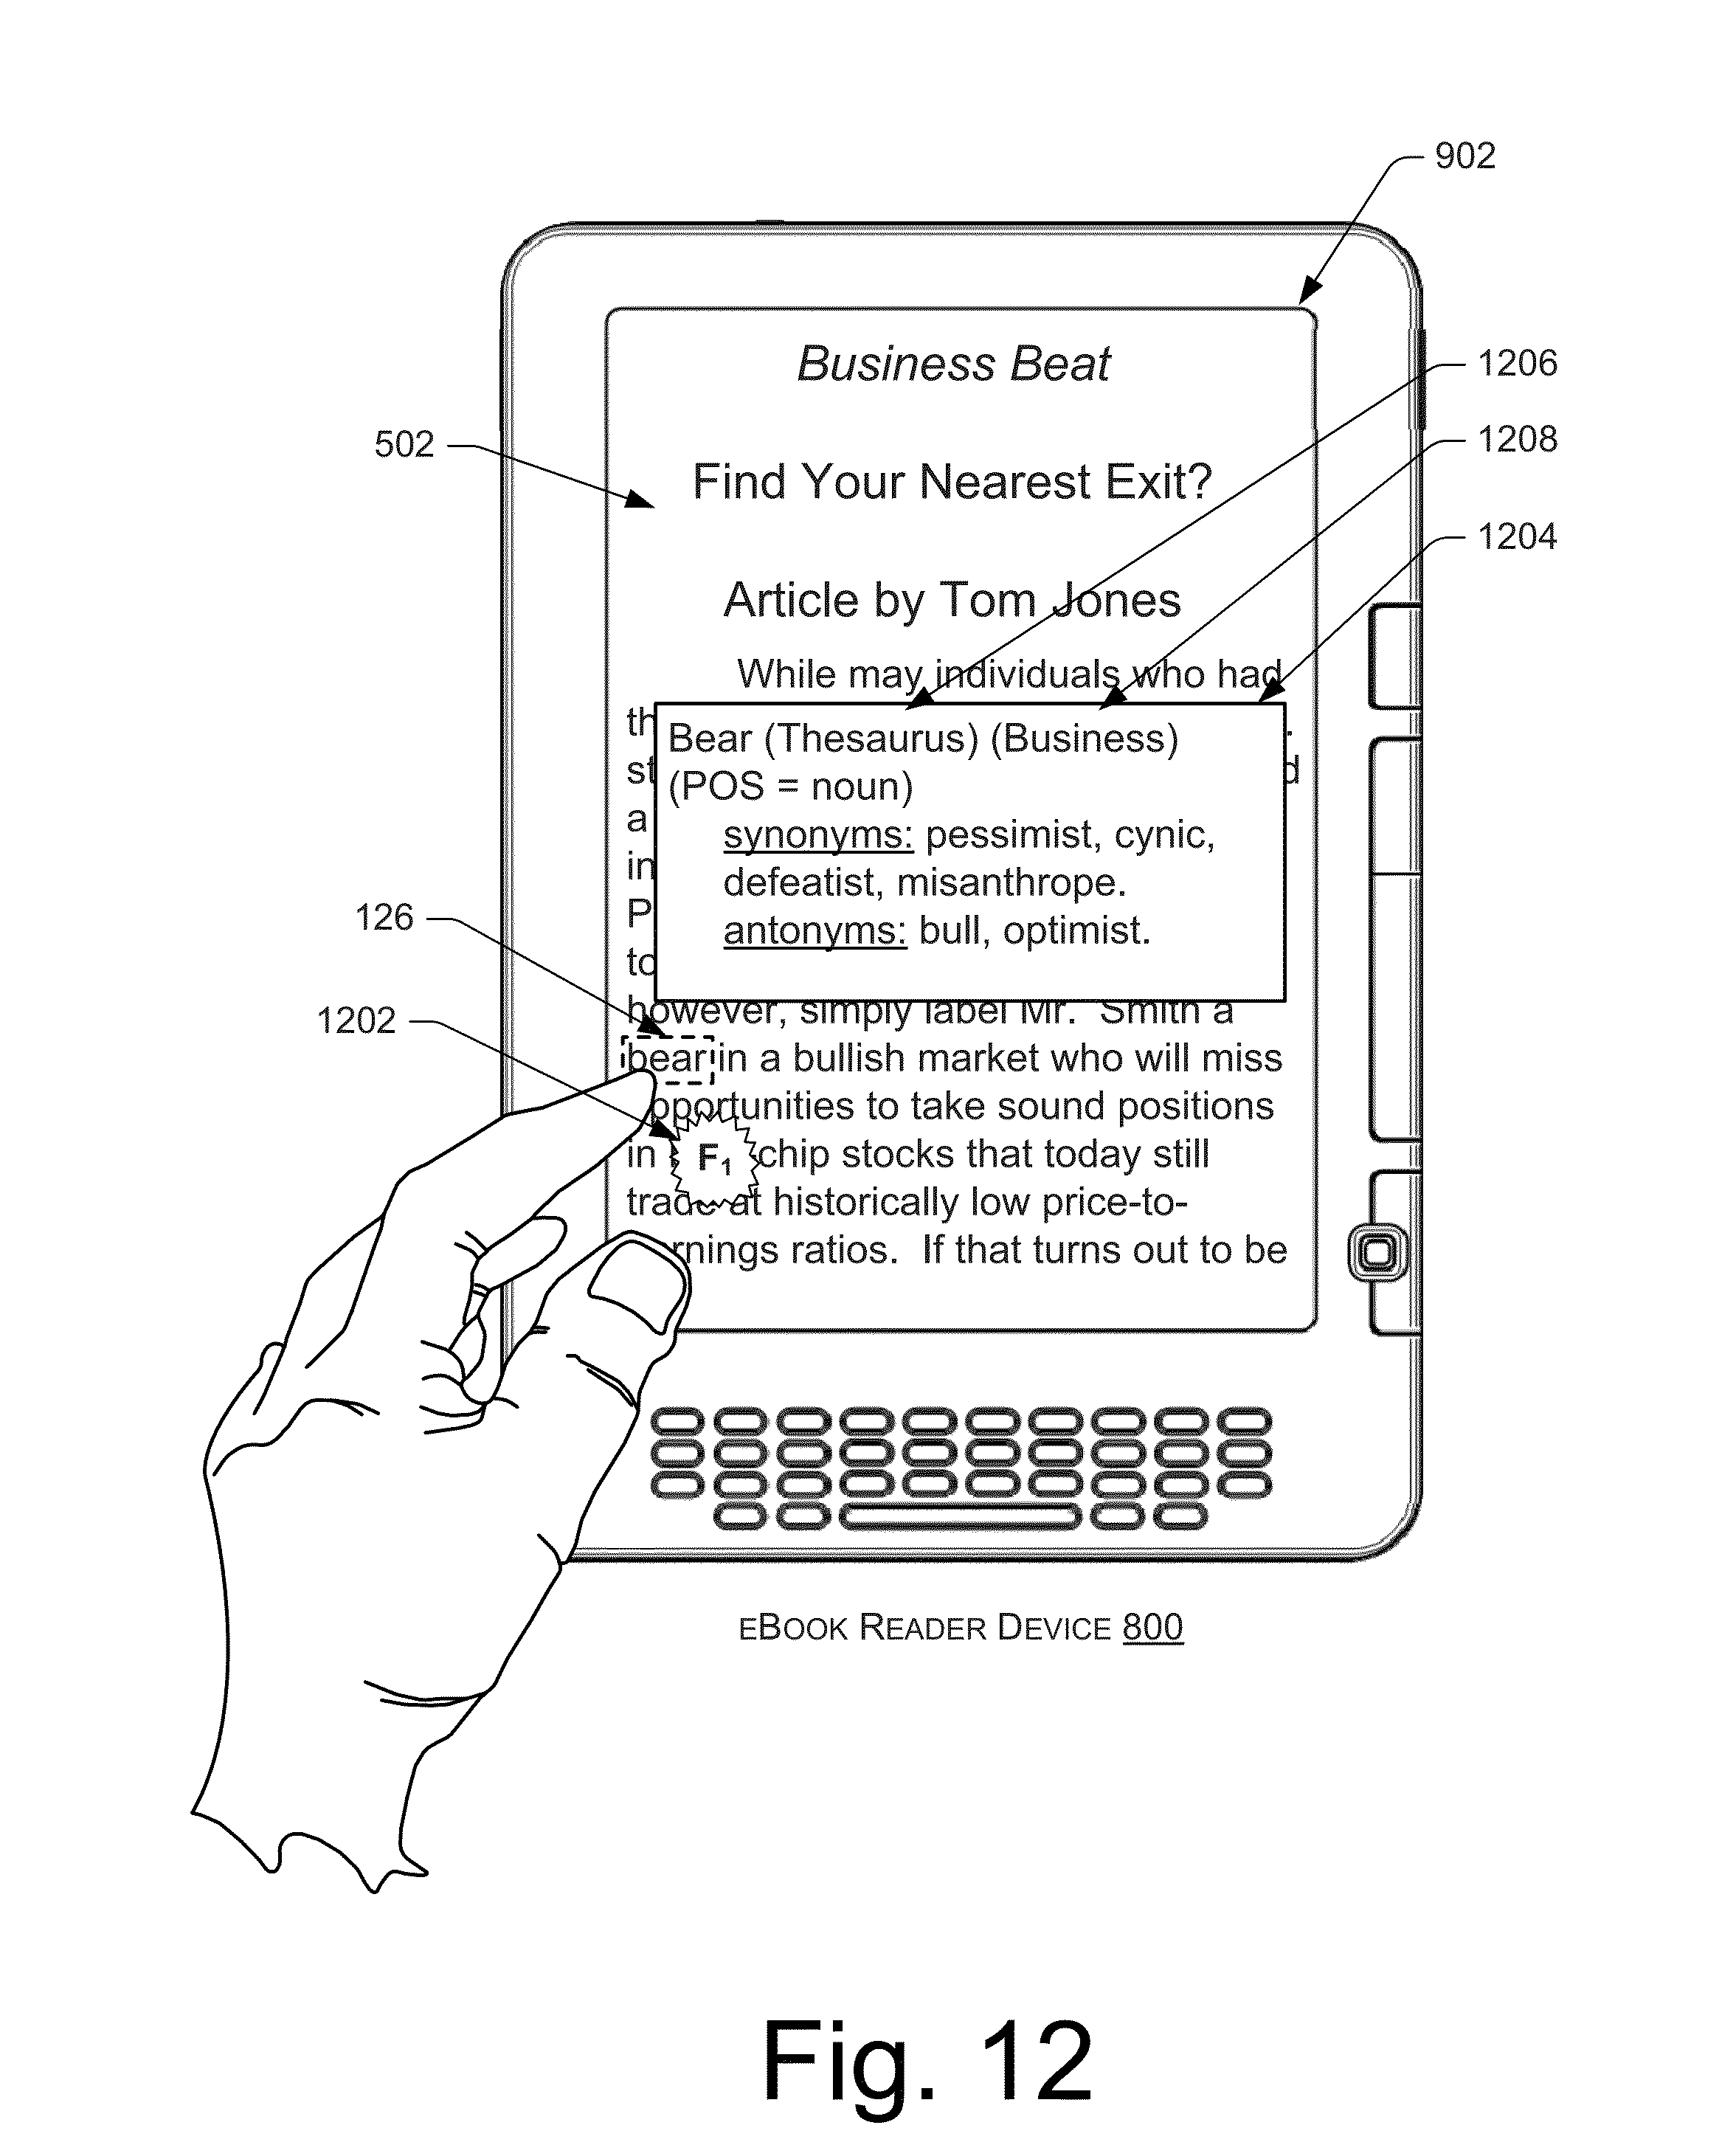 902
Business Beat
1206
1208
502
Find Your Nearest Exit?
1204
Article by Tom Jones
While may individuals who had
th
Bear (Thesaurus) (Business)
.
st
(POS = noun)
d
a
synonyms: pessimist, cynic,
in
defeatist, misanthrope.
P
antonyms: bull, optimist.
to
126
however, simply label Mr. Smith a
1202
bear in a bullish market who will miss
opportunities to take sound positions
in chip stocks that today still
F1
trade at historically low price-to-
rnings ratios. If that turns out to be
EBOOK READER DEVICE 800
Fig. 12